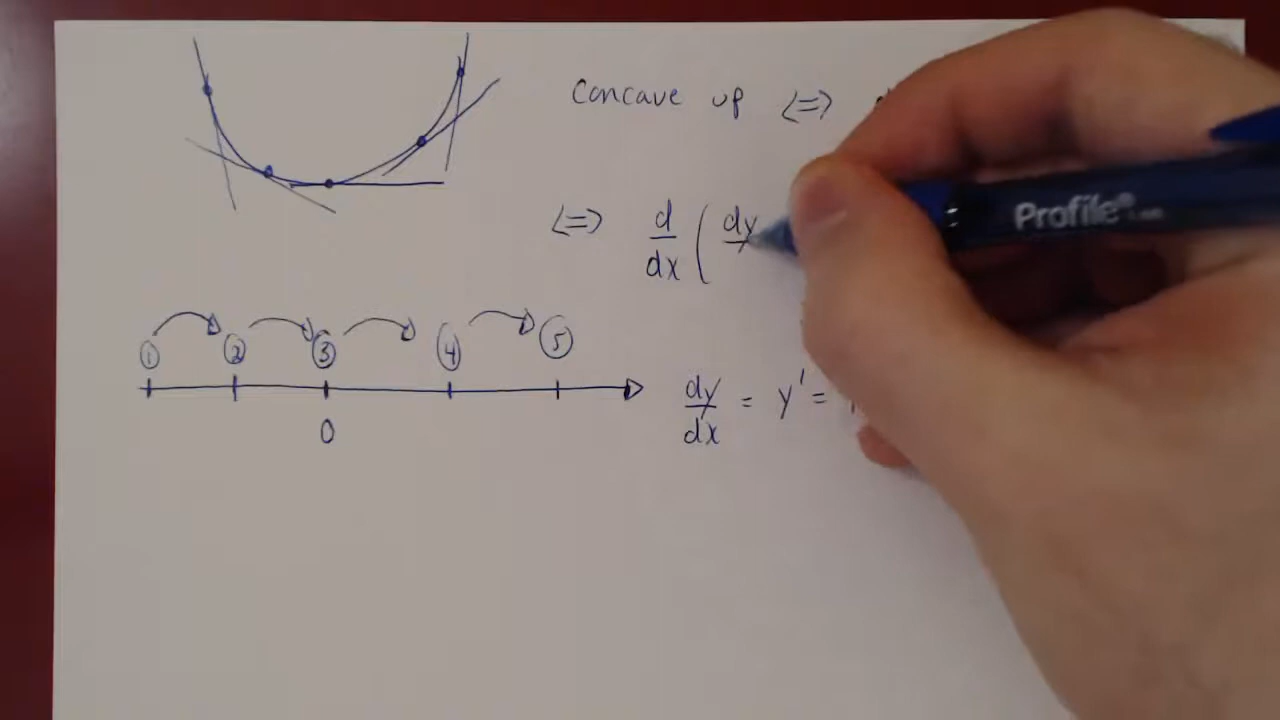 Concave up <=>
<=> d/dx ( dy
① ② ③ ④ ⑤
0
dy/dx = y' =
Profile®